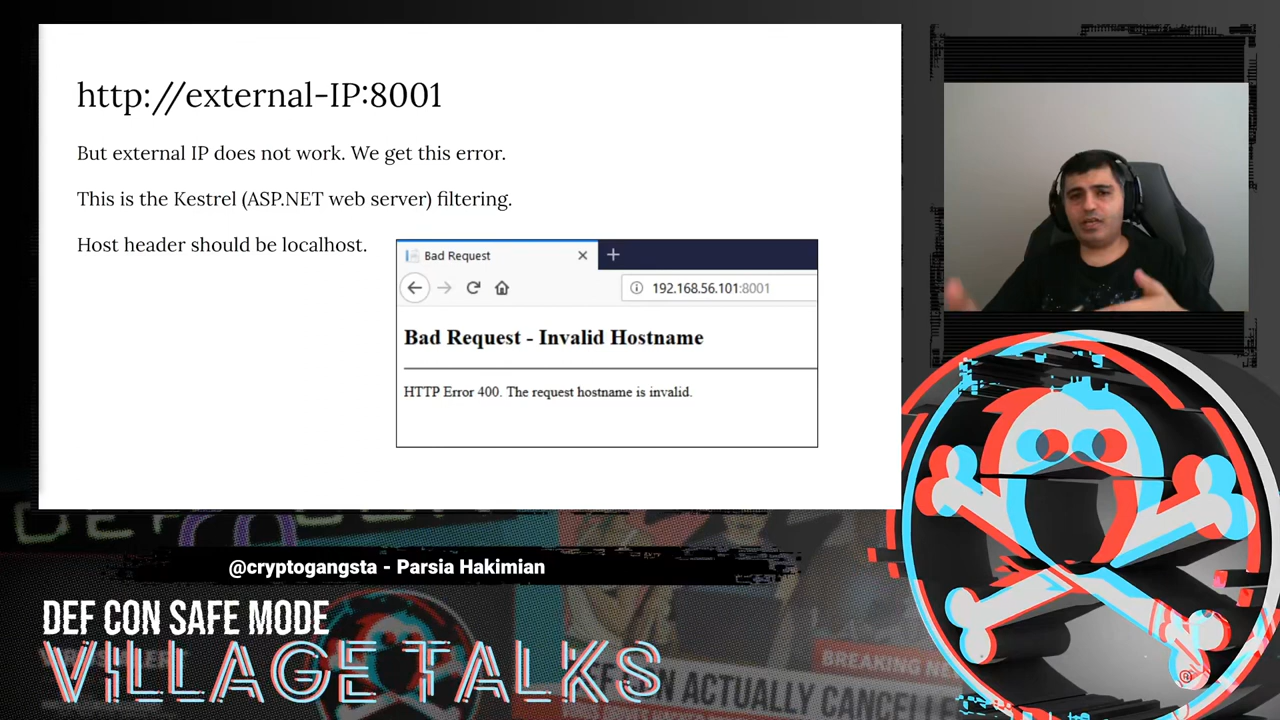 http://external-IP:8001
But external IP does not work. We get this error.
This is the Kestrel (ASP.NET web server) filtering.
Host header should be localhost.
Bad Request
192.168.56.101:8001
Bad Request - Invalid Hostname
HTTP Error 400. The request hostname is invalid.
@cryptogangsta - Parsia Hakimian
DEF CON SAFE MODE
VILLAGE TALKS
BREAKING
ACTUALLY